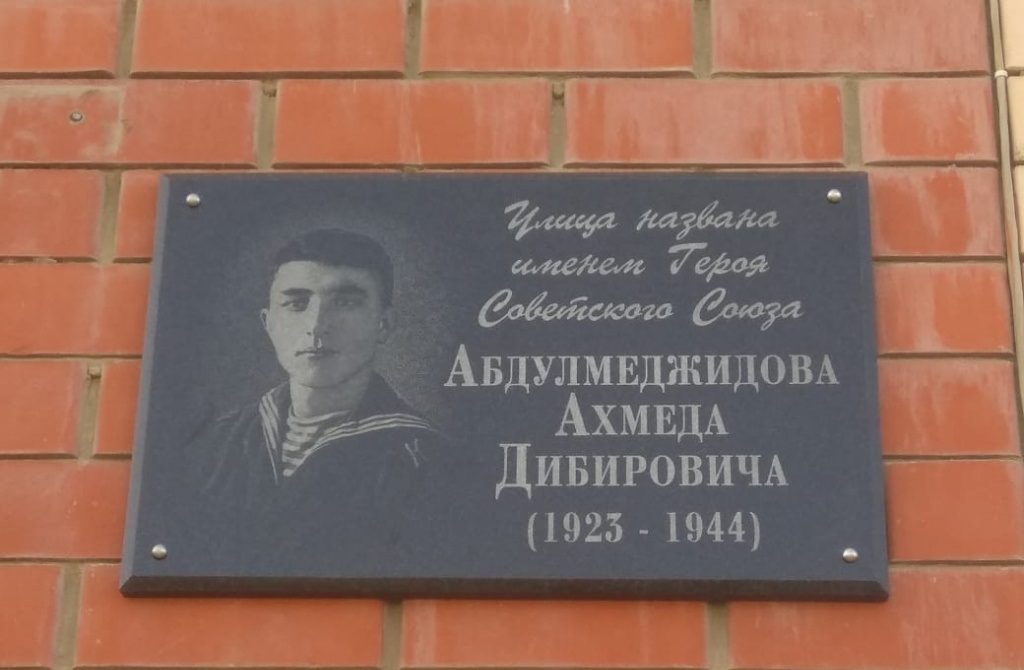 Улица названа
именем Героя
Советского Союза
АБДУЛМЕДЖИДОВА
АХМЕДА
ДИБИРОВИЧА
(1923 - 1944)